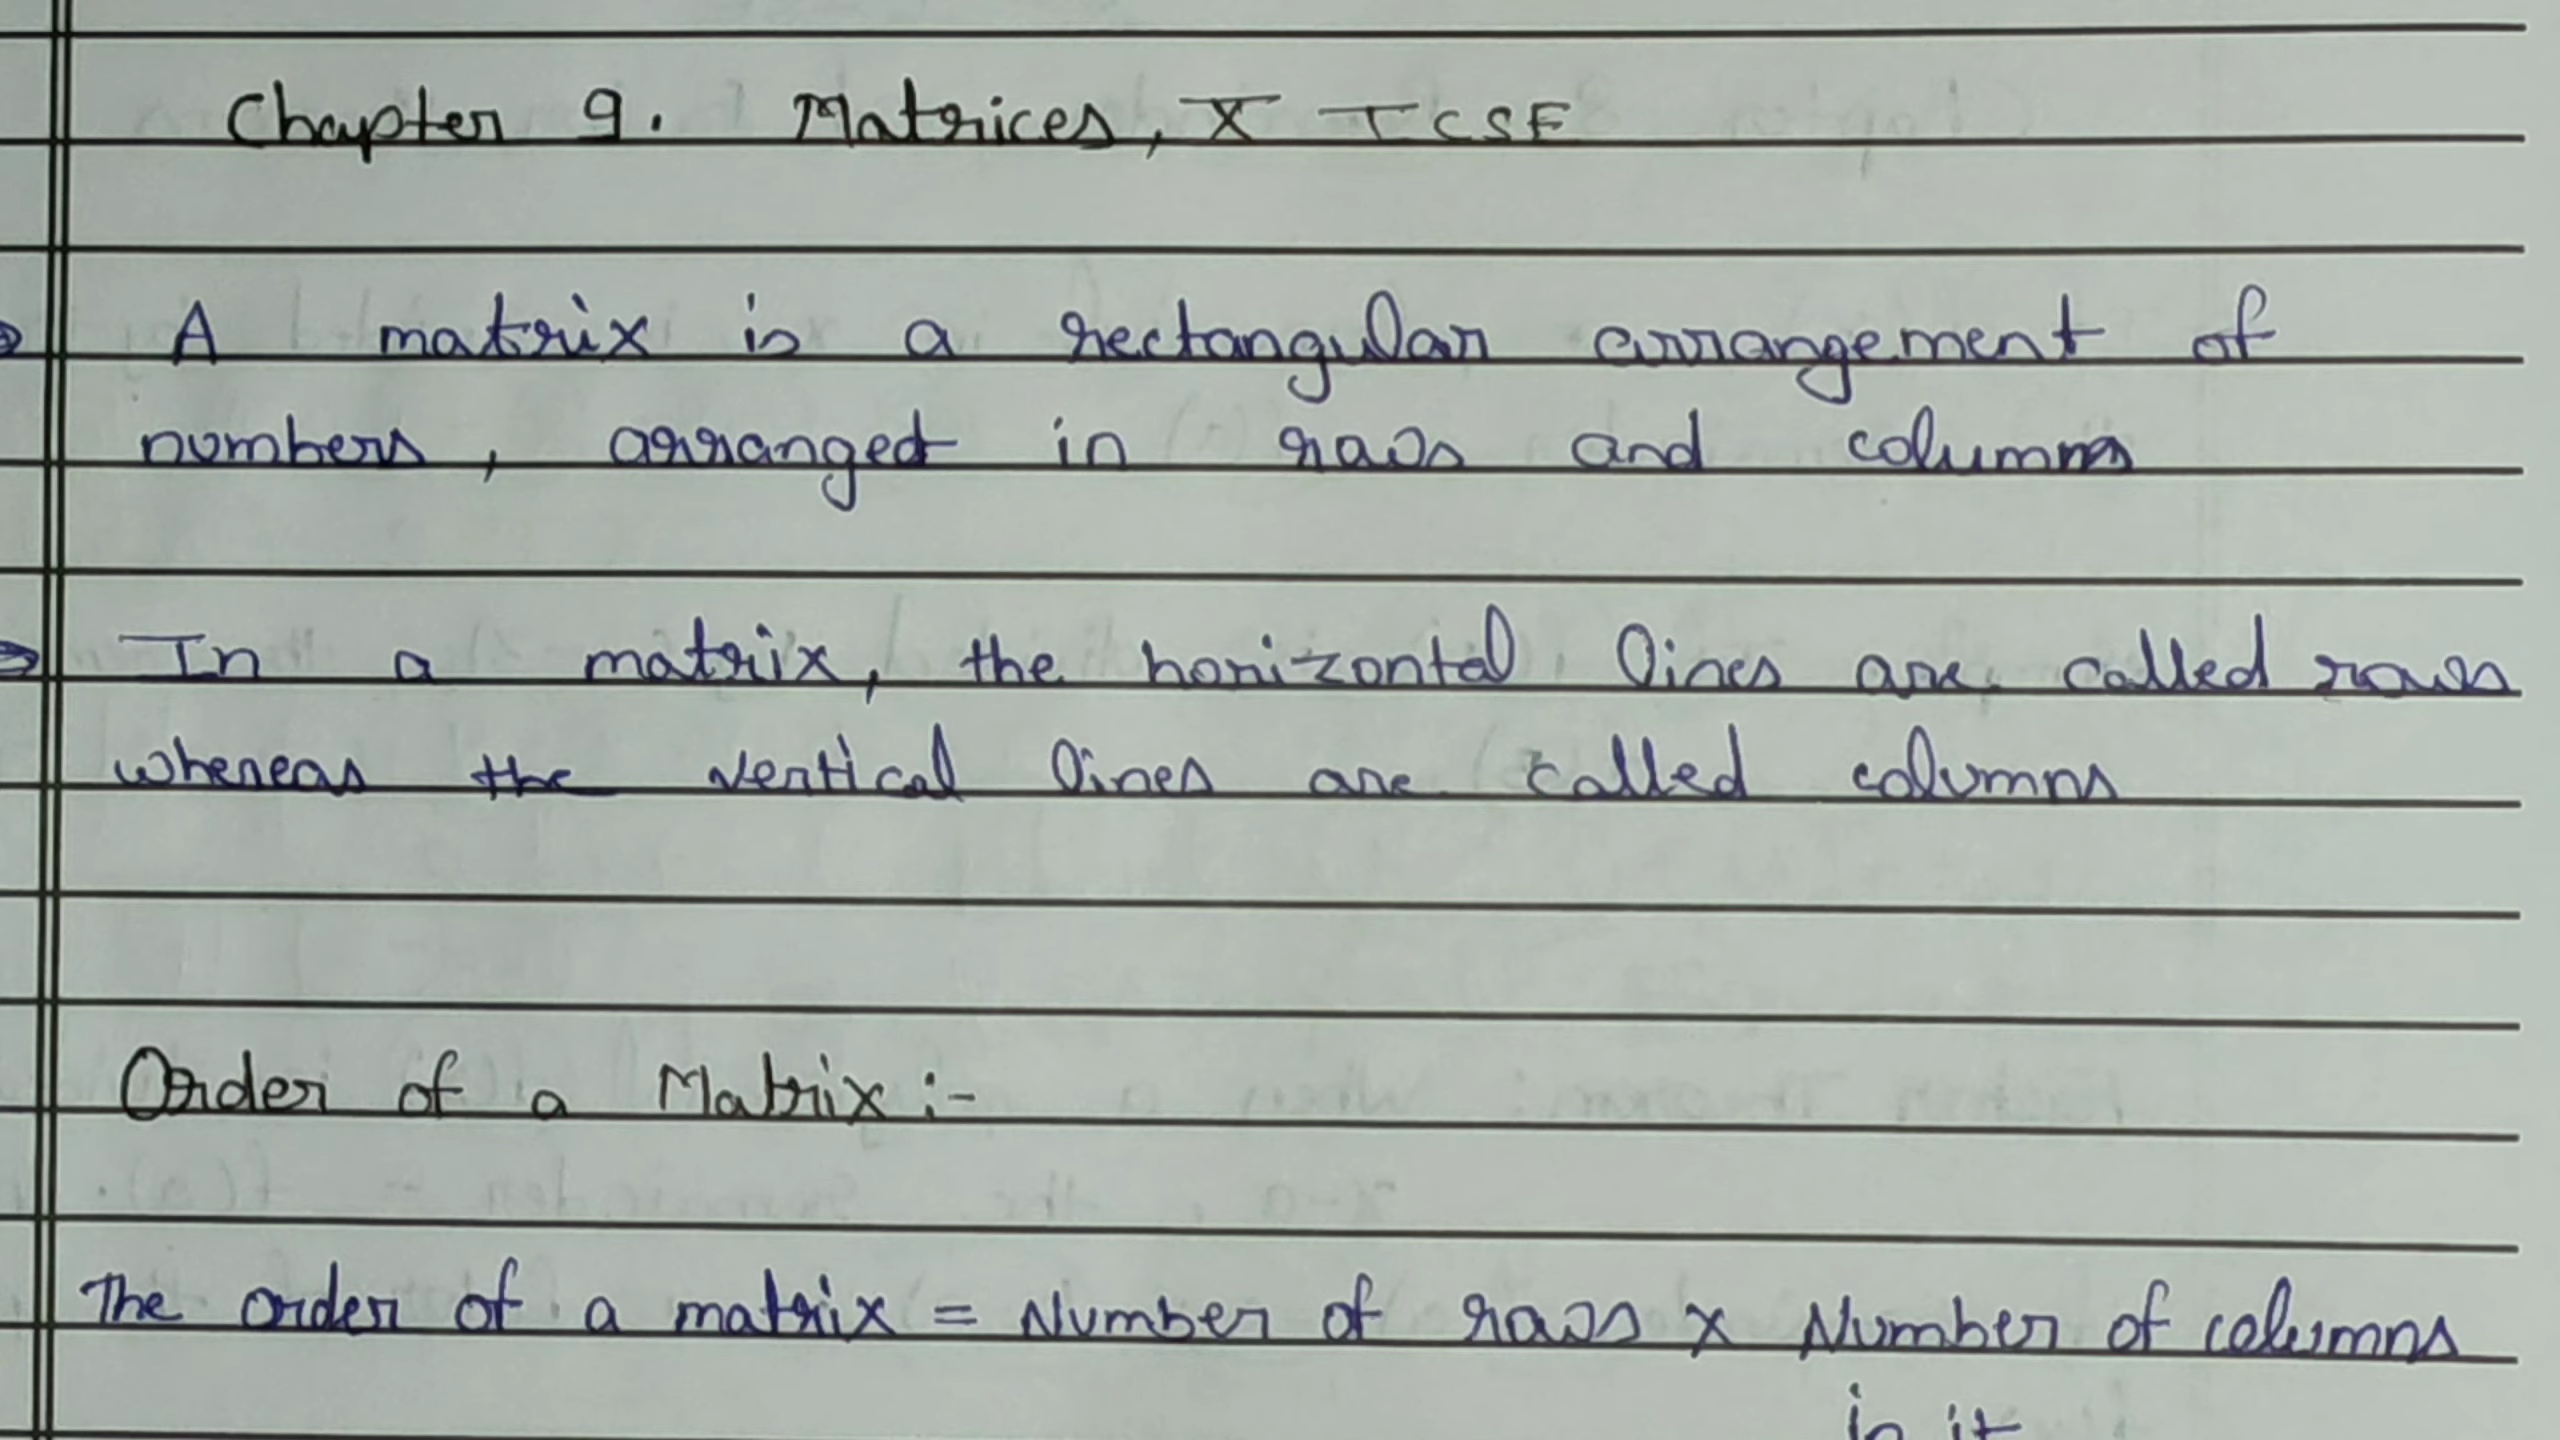 Chapter 9. Matrices, X ICSE
→ A matrix is a rectangular arrangement of
numbers, arranged in rows and columns
→ In a matrix, the horizontal lines are called rows
whereas the vertical lines are called columns
Order of a Matrix :-
The order of a matrix = Number of rows x Number of columns
in it